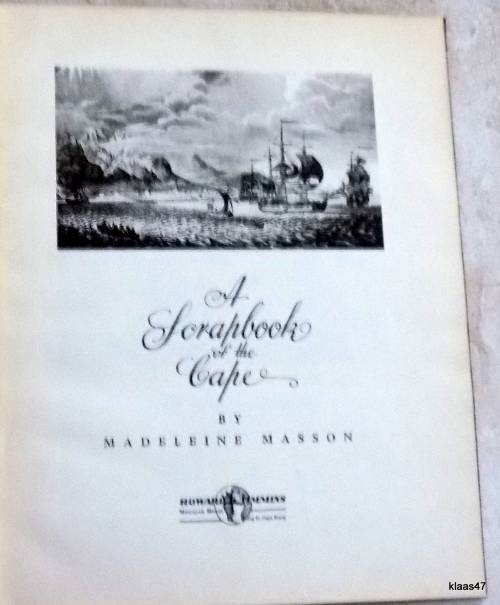 A
Scrapbook
of the
Cape
BY
MADELEINE MASSON
HOWARD TIMMINS
klaas47